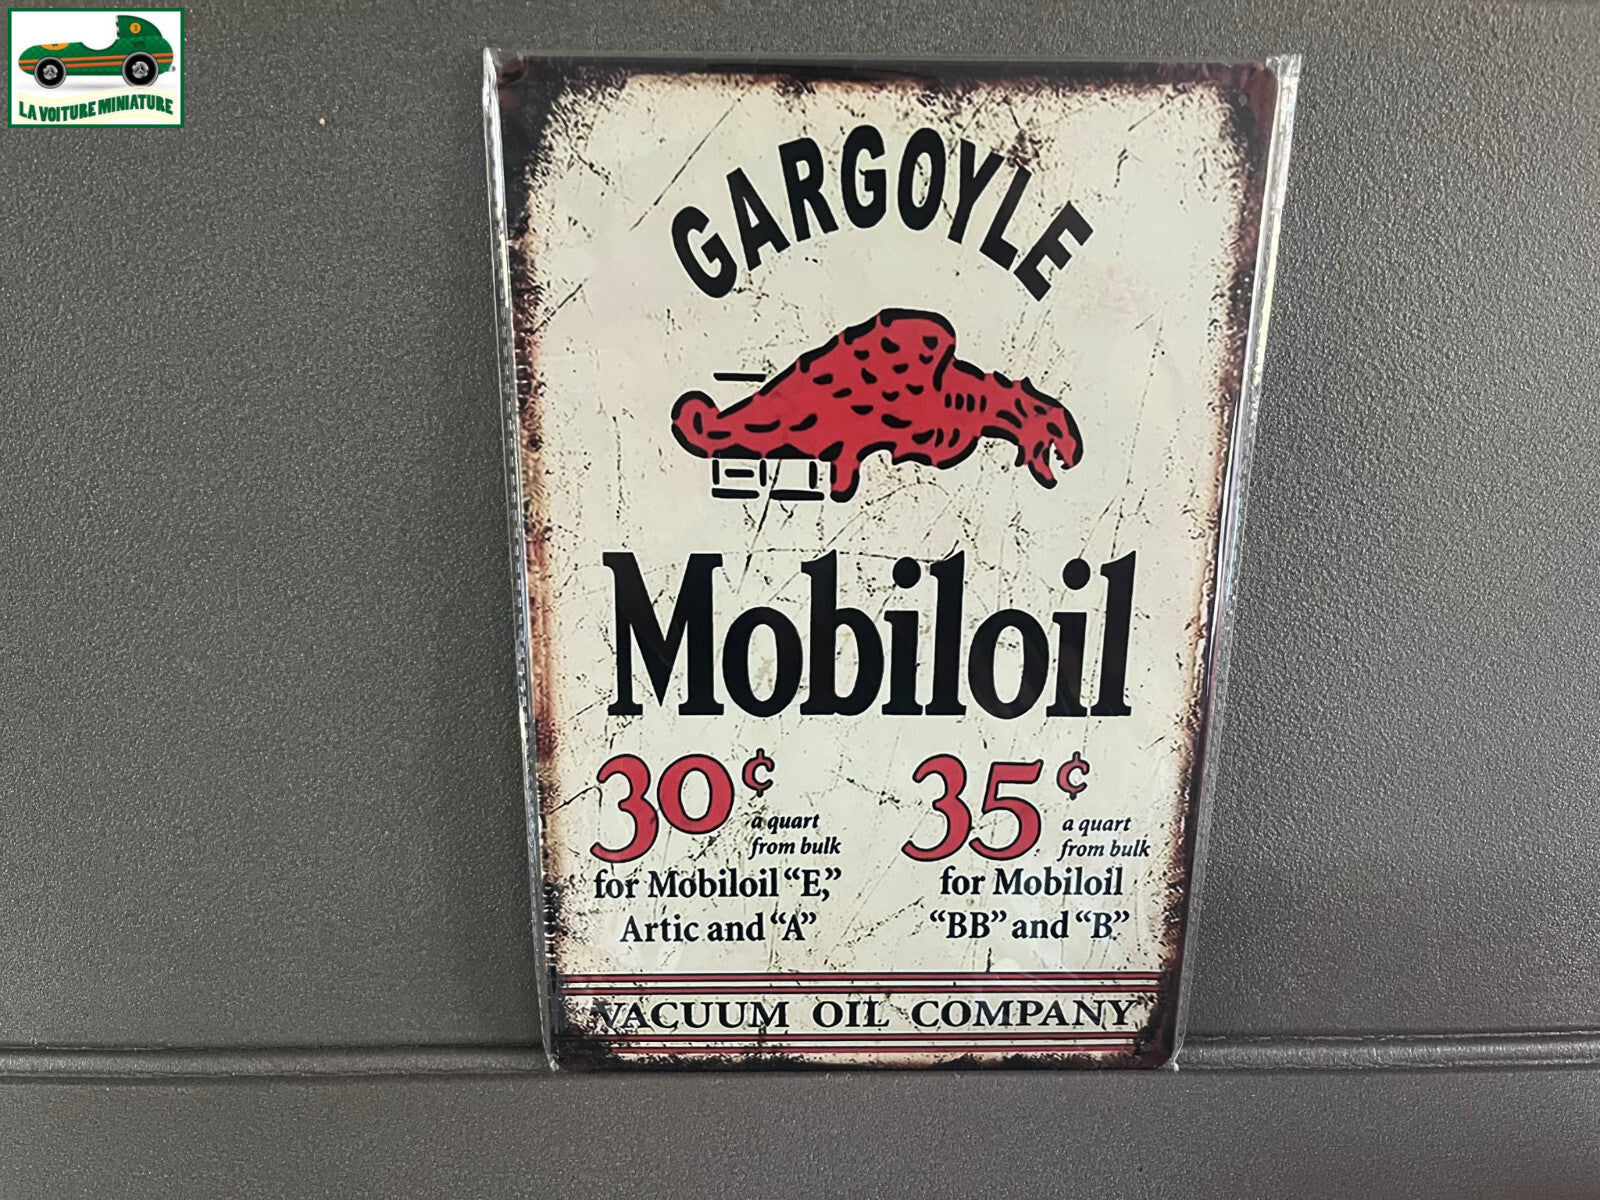 LA VOITURE MINIATURE
GARGOYLE
Mobiloil
30¢
a quart
from bulk
for Mobiloil “E,”
Artic and “A”
35¢
a quart
from bulk
for Mobiloil
“BB” and “B”
VACUUM OIL COMPANY